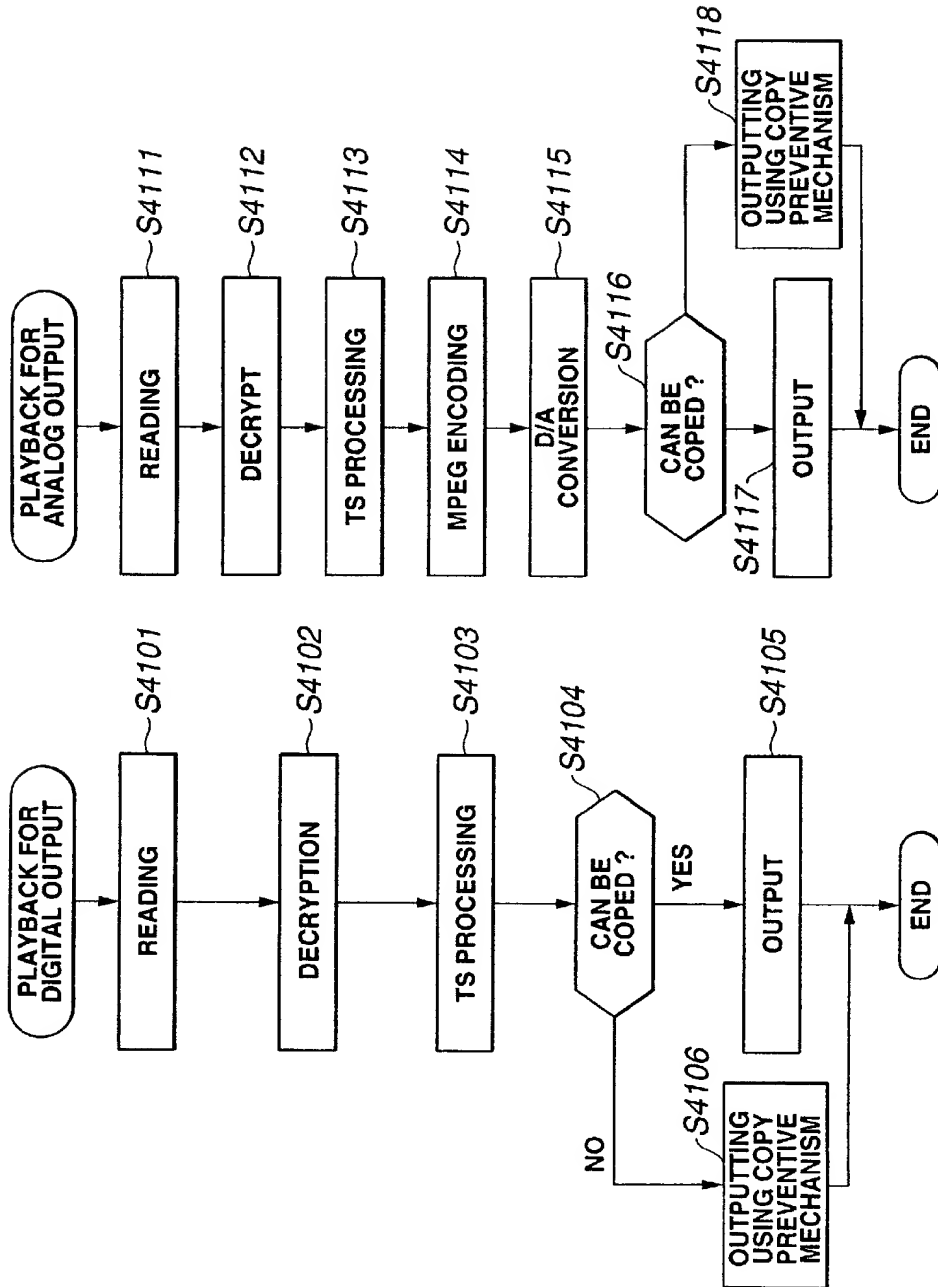 PLAYBACK FOR
DIGITAL OUTPUT
READING
S4101
DECRYPTION
S4102
TS PROCESSING
S4103
CAN BE
COPED ?
S4104
YES
NO
OUTPUT
S4105
OUTPUTTING
USING COPY
PREVENTIVE
MECHANISM
S4106
END
PLAYBACK FOR
ANALOG OUTPUT
READING
S4111
DECRYPT
S4112
TS PROCESSING
S4113
MPEG ENCODING
S4114
D/A
CONVERSION
S4115
CAN BE
COPED ?
S4116
OUTPUT
S4117
OUTPUTTING
USING COPY
PREVENTIVE
MECHANISM
S4118
END